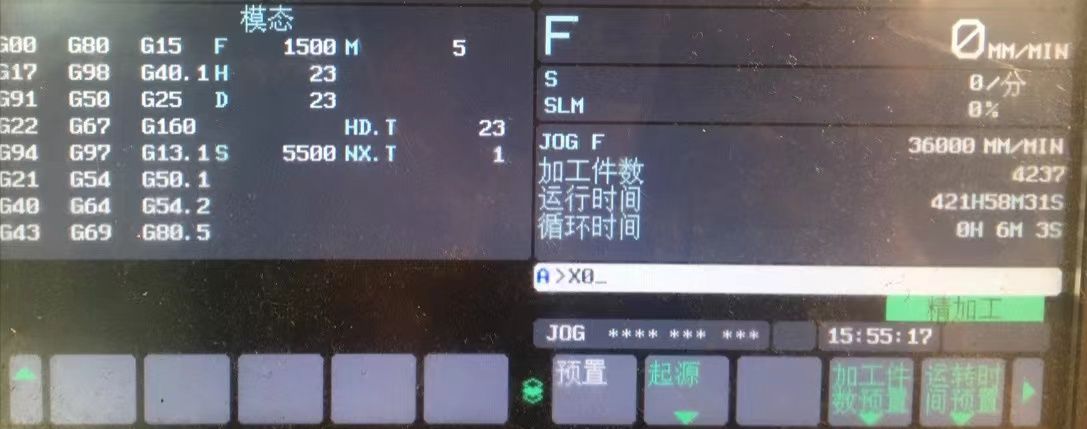 模态
G00 G80 G15 F 1500 M 5
G17 G98 G40.1 H 23
G91 G50 G25 D 23
G22 G67 G160 HD.T 23
G94 G97 G13.1 S 5500 NX.T 1
G21 G54 G50.1
G40 G64 G54.2
G43 G69 G80.5
F 0 MM/MIN
S 0/分
SLM 0%
JOG F 36000 MM/MIN
加工件数 4237
运行时间 421H58M31S
循环时间 0H 6M 3S
A>X0_
精加工
JOG **** *** *** 15:55:17
预置 起源 加工件数预置 运转时间预置